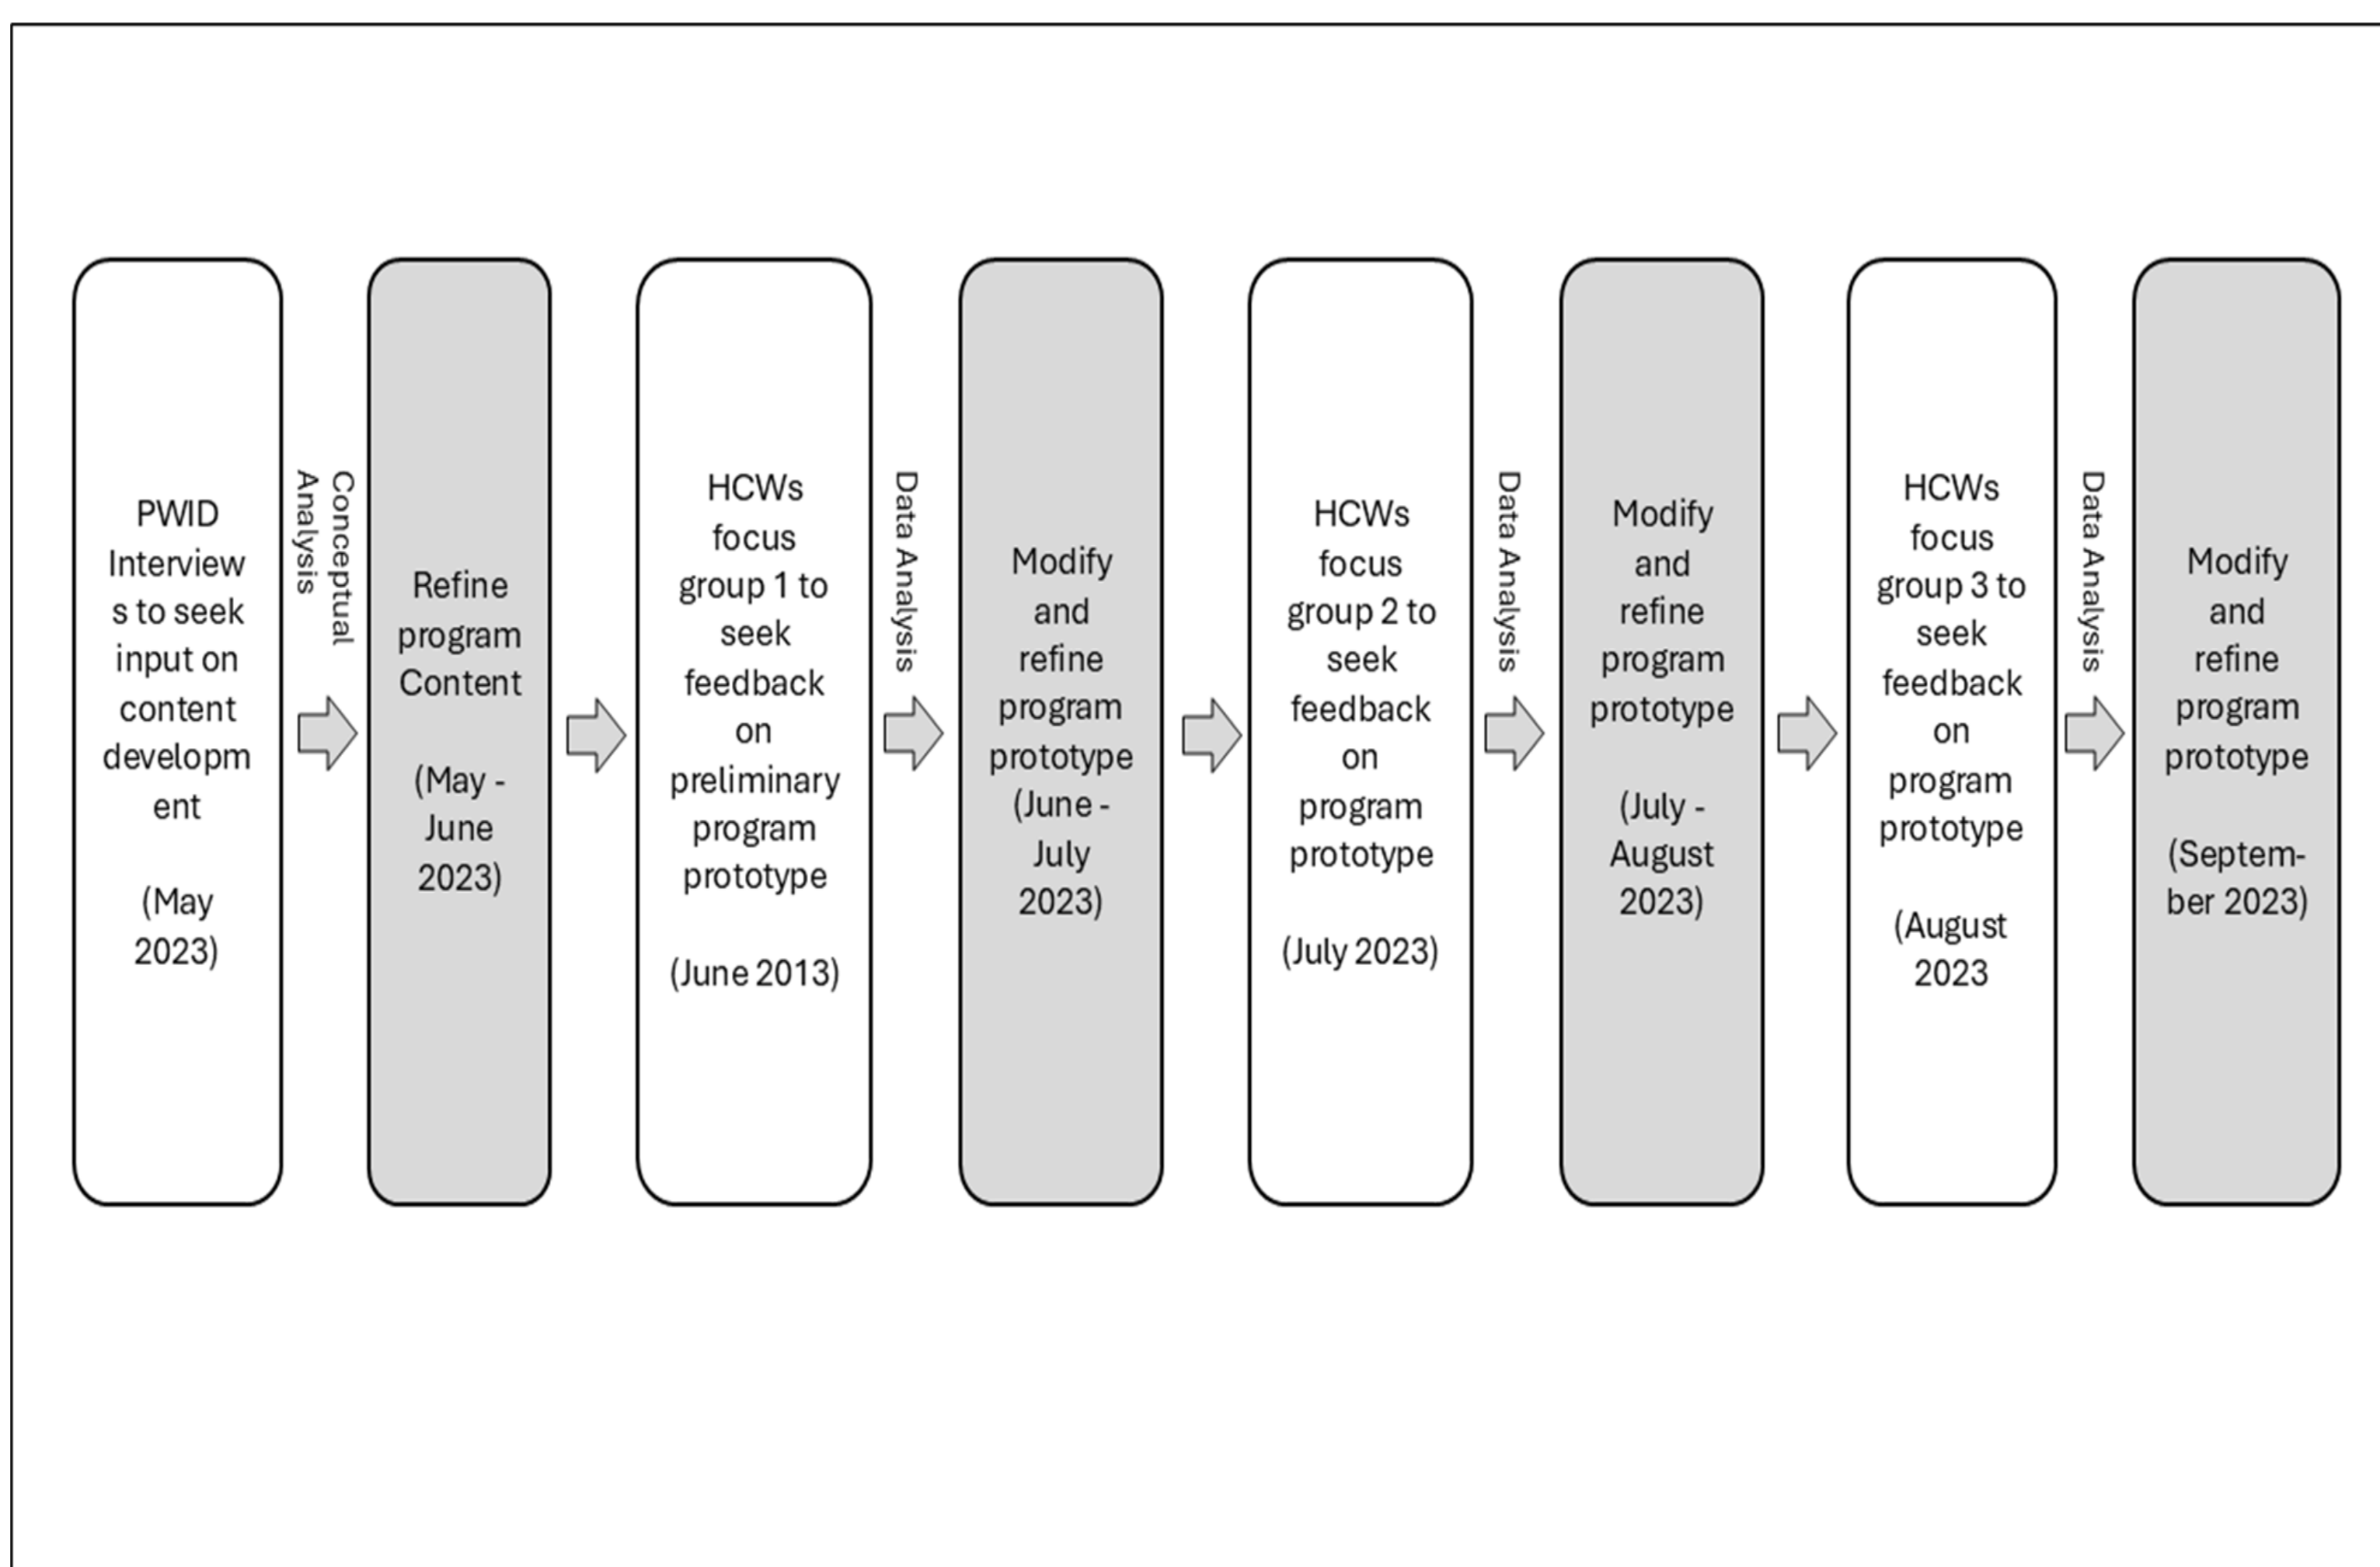 PWID
Interview
s to seek
input on
content
developm
ent
(May
2023)
Conceptual
Analysis
Refine
program
Content
(May -
June
2023)
HCWs
focus
group 1 to
seek
feedback
on
preliminary
program
prototype
(June 2013)
Data Analysis
Modify
and
refine
program
prototype
(June -
July
2023)
HCWs
focus
group 2 to
seek
feedback
on
program
prototype
(July 2023)
Data Analysis
Modify
and
refine
program
prototype
(July -
August
2023)
HCWs
focus
group 3 to
seek
feedback
on
program
prototype
(August
2023
Data Analysis
Modify
and
refine
program
prototype
(Septem-
ber 2023)